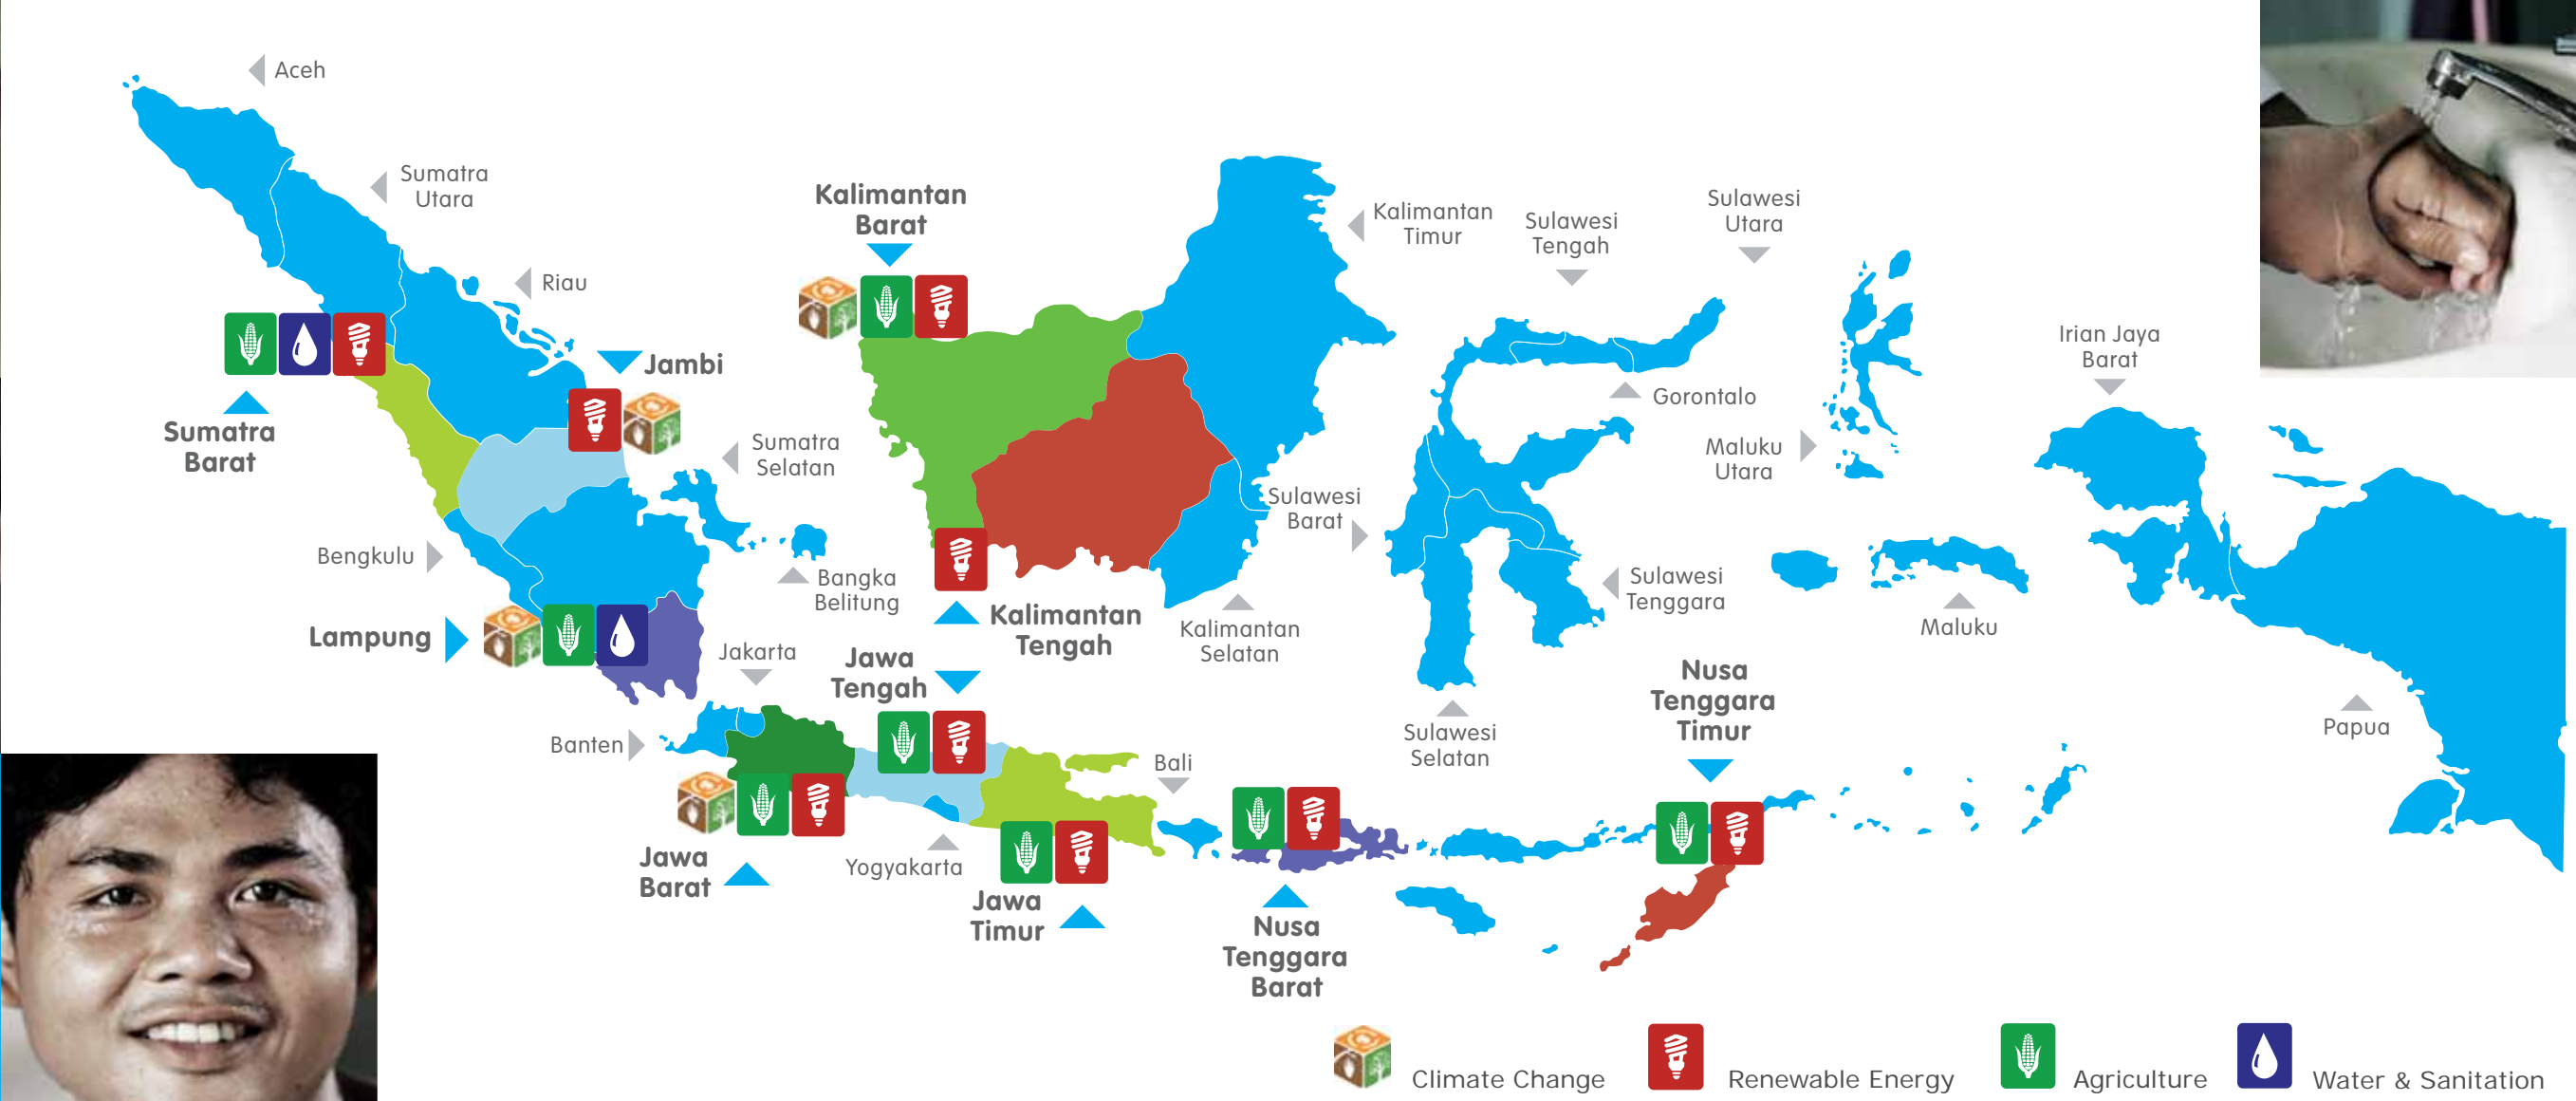 Aceh
Sumatra
Utara
Riau
Kalimantan
Barat
Kalimantan
Timur
Sulawesi
Tengah
Sulawesi
Utara
Irian Jaya
Barat
Jambi
Sumatra
Barat
Sumatra
Selatan
Gorontalo
Maluku
Utara
Sulawesi
Barat
Bengkulu
Bangka
Belitung
Lampung
Jakarta
Kalimantan
Tengah
Kalimantan
Selatan
Sulawesi
Tenggara
Maluku
Jawa
Tengah
Nusa
Tenggara
Timur
Banten
Bali
Sulawesi
Selatan
Papua
Jawa
Barat
Yogyakarta
Jawa
Timur
Nusa
Tenggara
Barat
Climate Change
Renewable Energy
Agriculture
Water & Sanitation